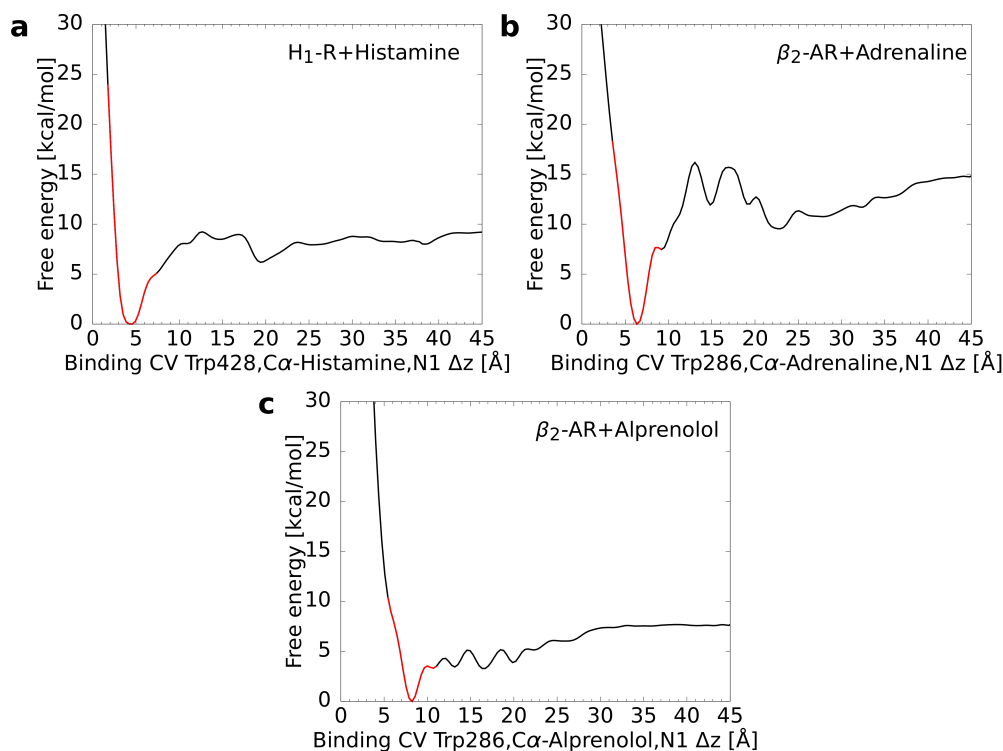 a
H1-R+Histamine
Free energy [kcal/mol]
30
25
20
15
10
5
0
0 5 10 15 20 25 30 35 40 45
Binding CV Trp428,Cα-Histamine,N1 Δz [Å]
b
β2-AR+Adrenaline
Free energy [kcal/mol]
30
25
20
15
10
5
0
0 5 10 15 20 25 30 35 40 45
Binding CV Trp286,Cα-Adrenaline,N1 Δz [Å]
c
β2-AR+Alprenolol
Free energy [kcal/mol]
30
25
20
15
10
5
0
0 5 10 15 20 25 30 35 40 45
Binding CV Trp286,Cα-Alprenolol,N1 Δz [Å]